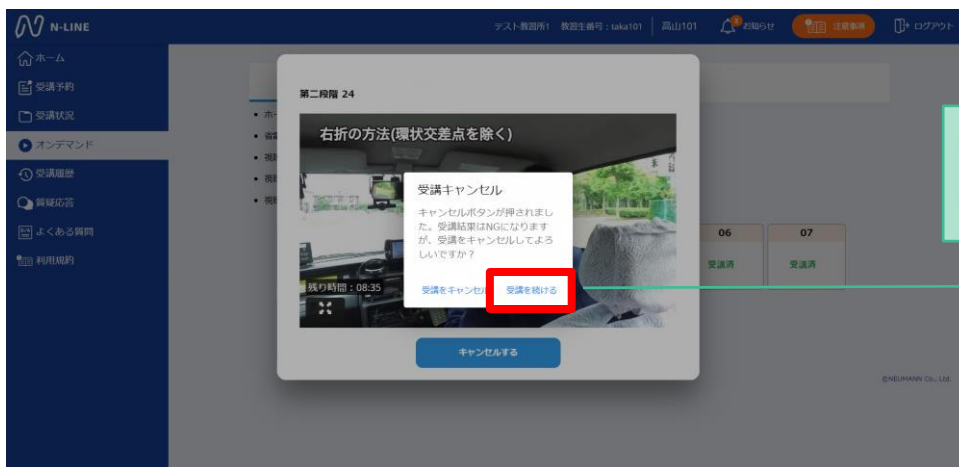 N-LINE
テスト教習所1 教習生番号:taka101 高山101 お知らせ 注意事項 ログアウト
ホーム
受講予約
受講状況
オンデマンド
受講履歴
質疑応答
よくある質問
利用規約
第二段階 24
右折の方法(環状交差点を除く)
受講キャンセル
キャンセルボタンが押されまし
た。受講結果はNGになります
が、受講をキャンセルしてよろ
しいですか?
受講をキャンセル 受講を続ける
残り時間:08:35
キャンセルする
06 07
受講済 受講済
©NEUMANN CO., Ltd.